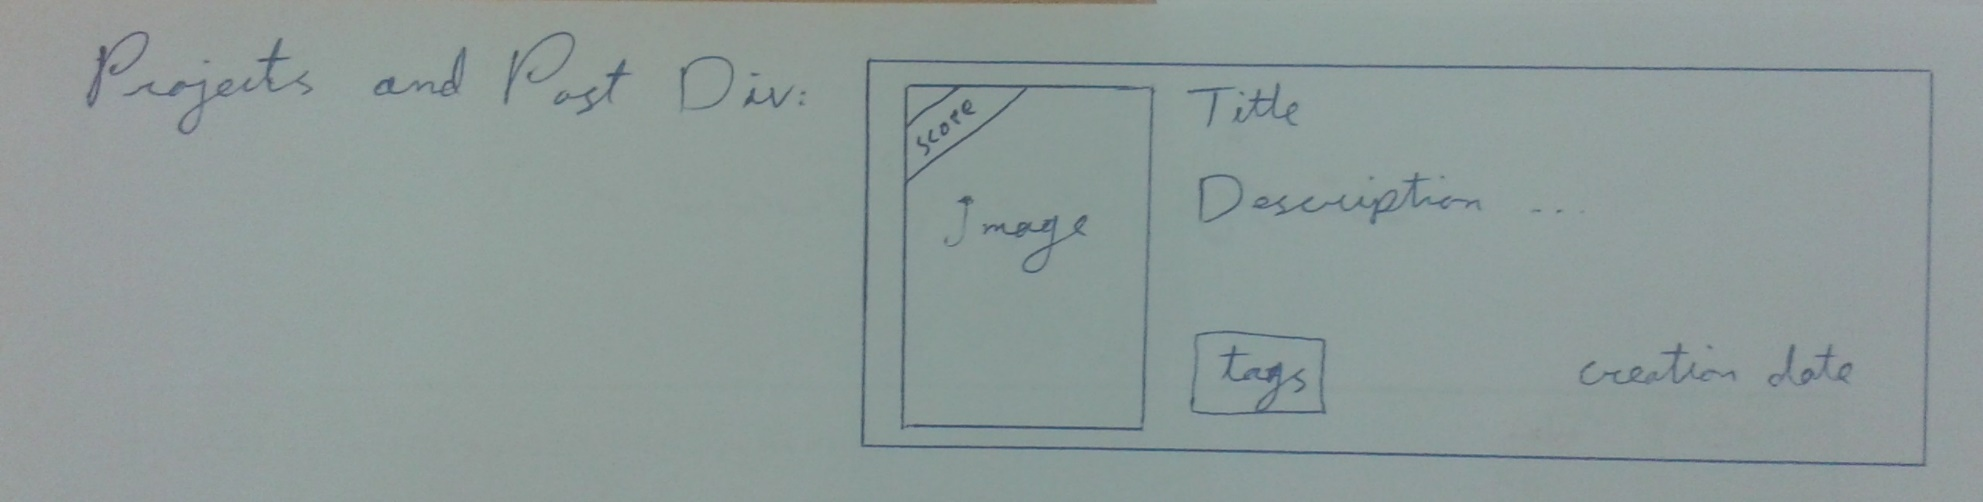 Projects and Post Div:
score
Image
Title
Description ...
tags
creation date